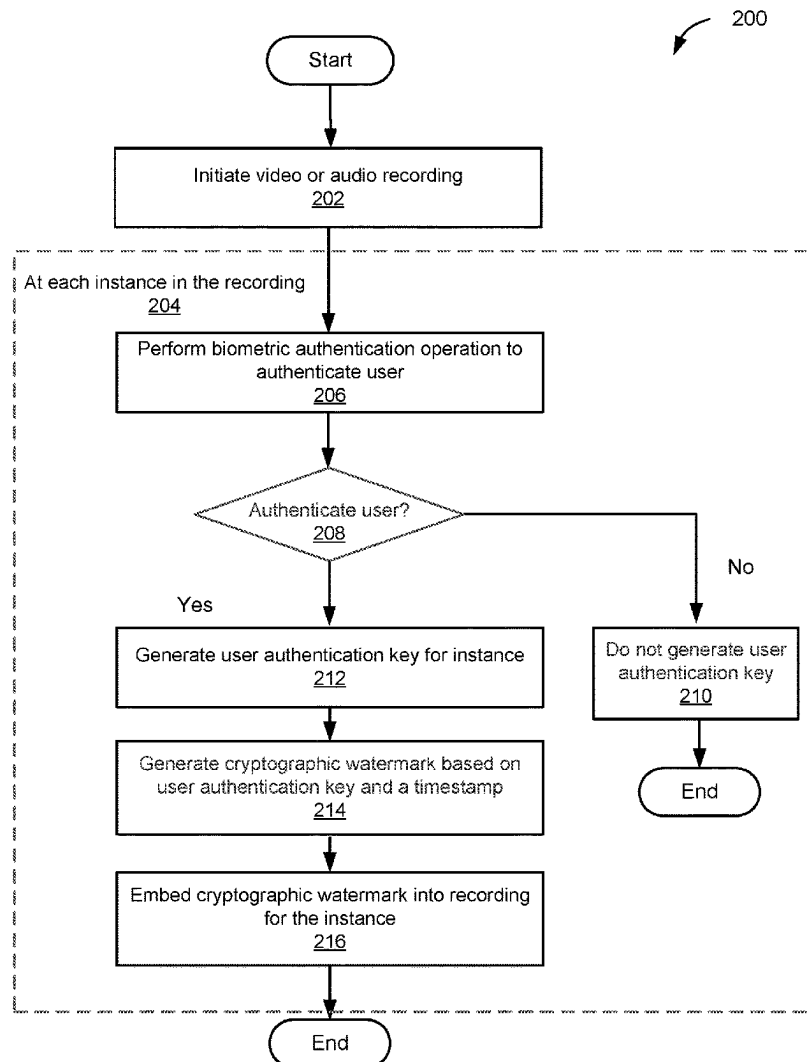 200
Start
Initiate video or audio recording
202
At each instance in the recording
204
Perform biometric authentication operation to
authenticate user
206
Authenticate user?
208
No
Yes
Generate user authentication key for instance
212
Do not generate user
authentication key
210
Generate cryptographic watermark based on
user authentication key and a timestamp
214
End
Embed cryptographic watermark into recording
for the instance
216
End